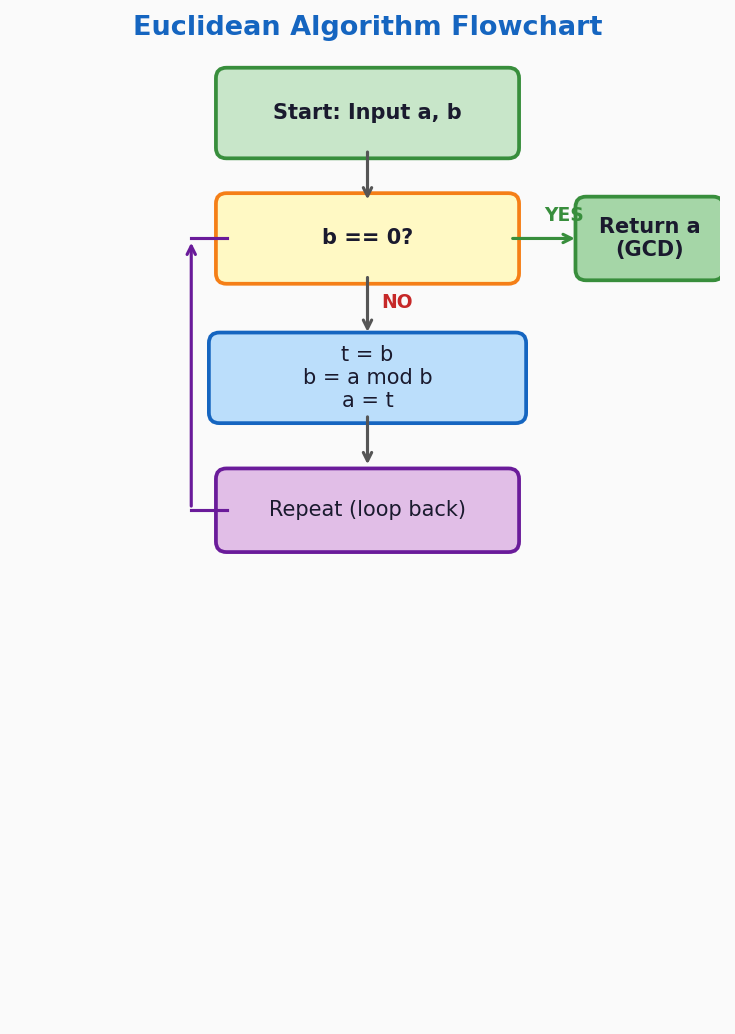 Euclidean Algorithm Flowchart
Start: Input a, b
b == 0?
YES
Return a
(GCD)
NO
t = b
b = a mod b
a = t
Repeat (loop back)